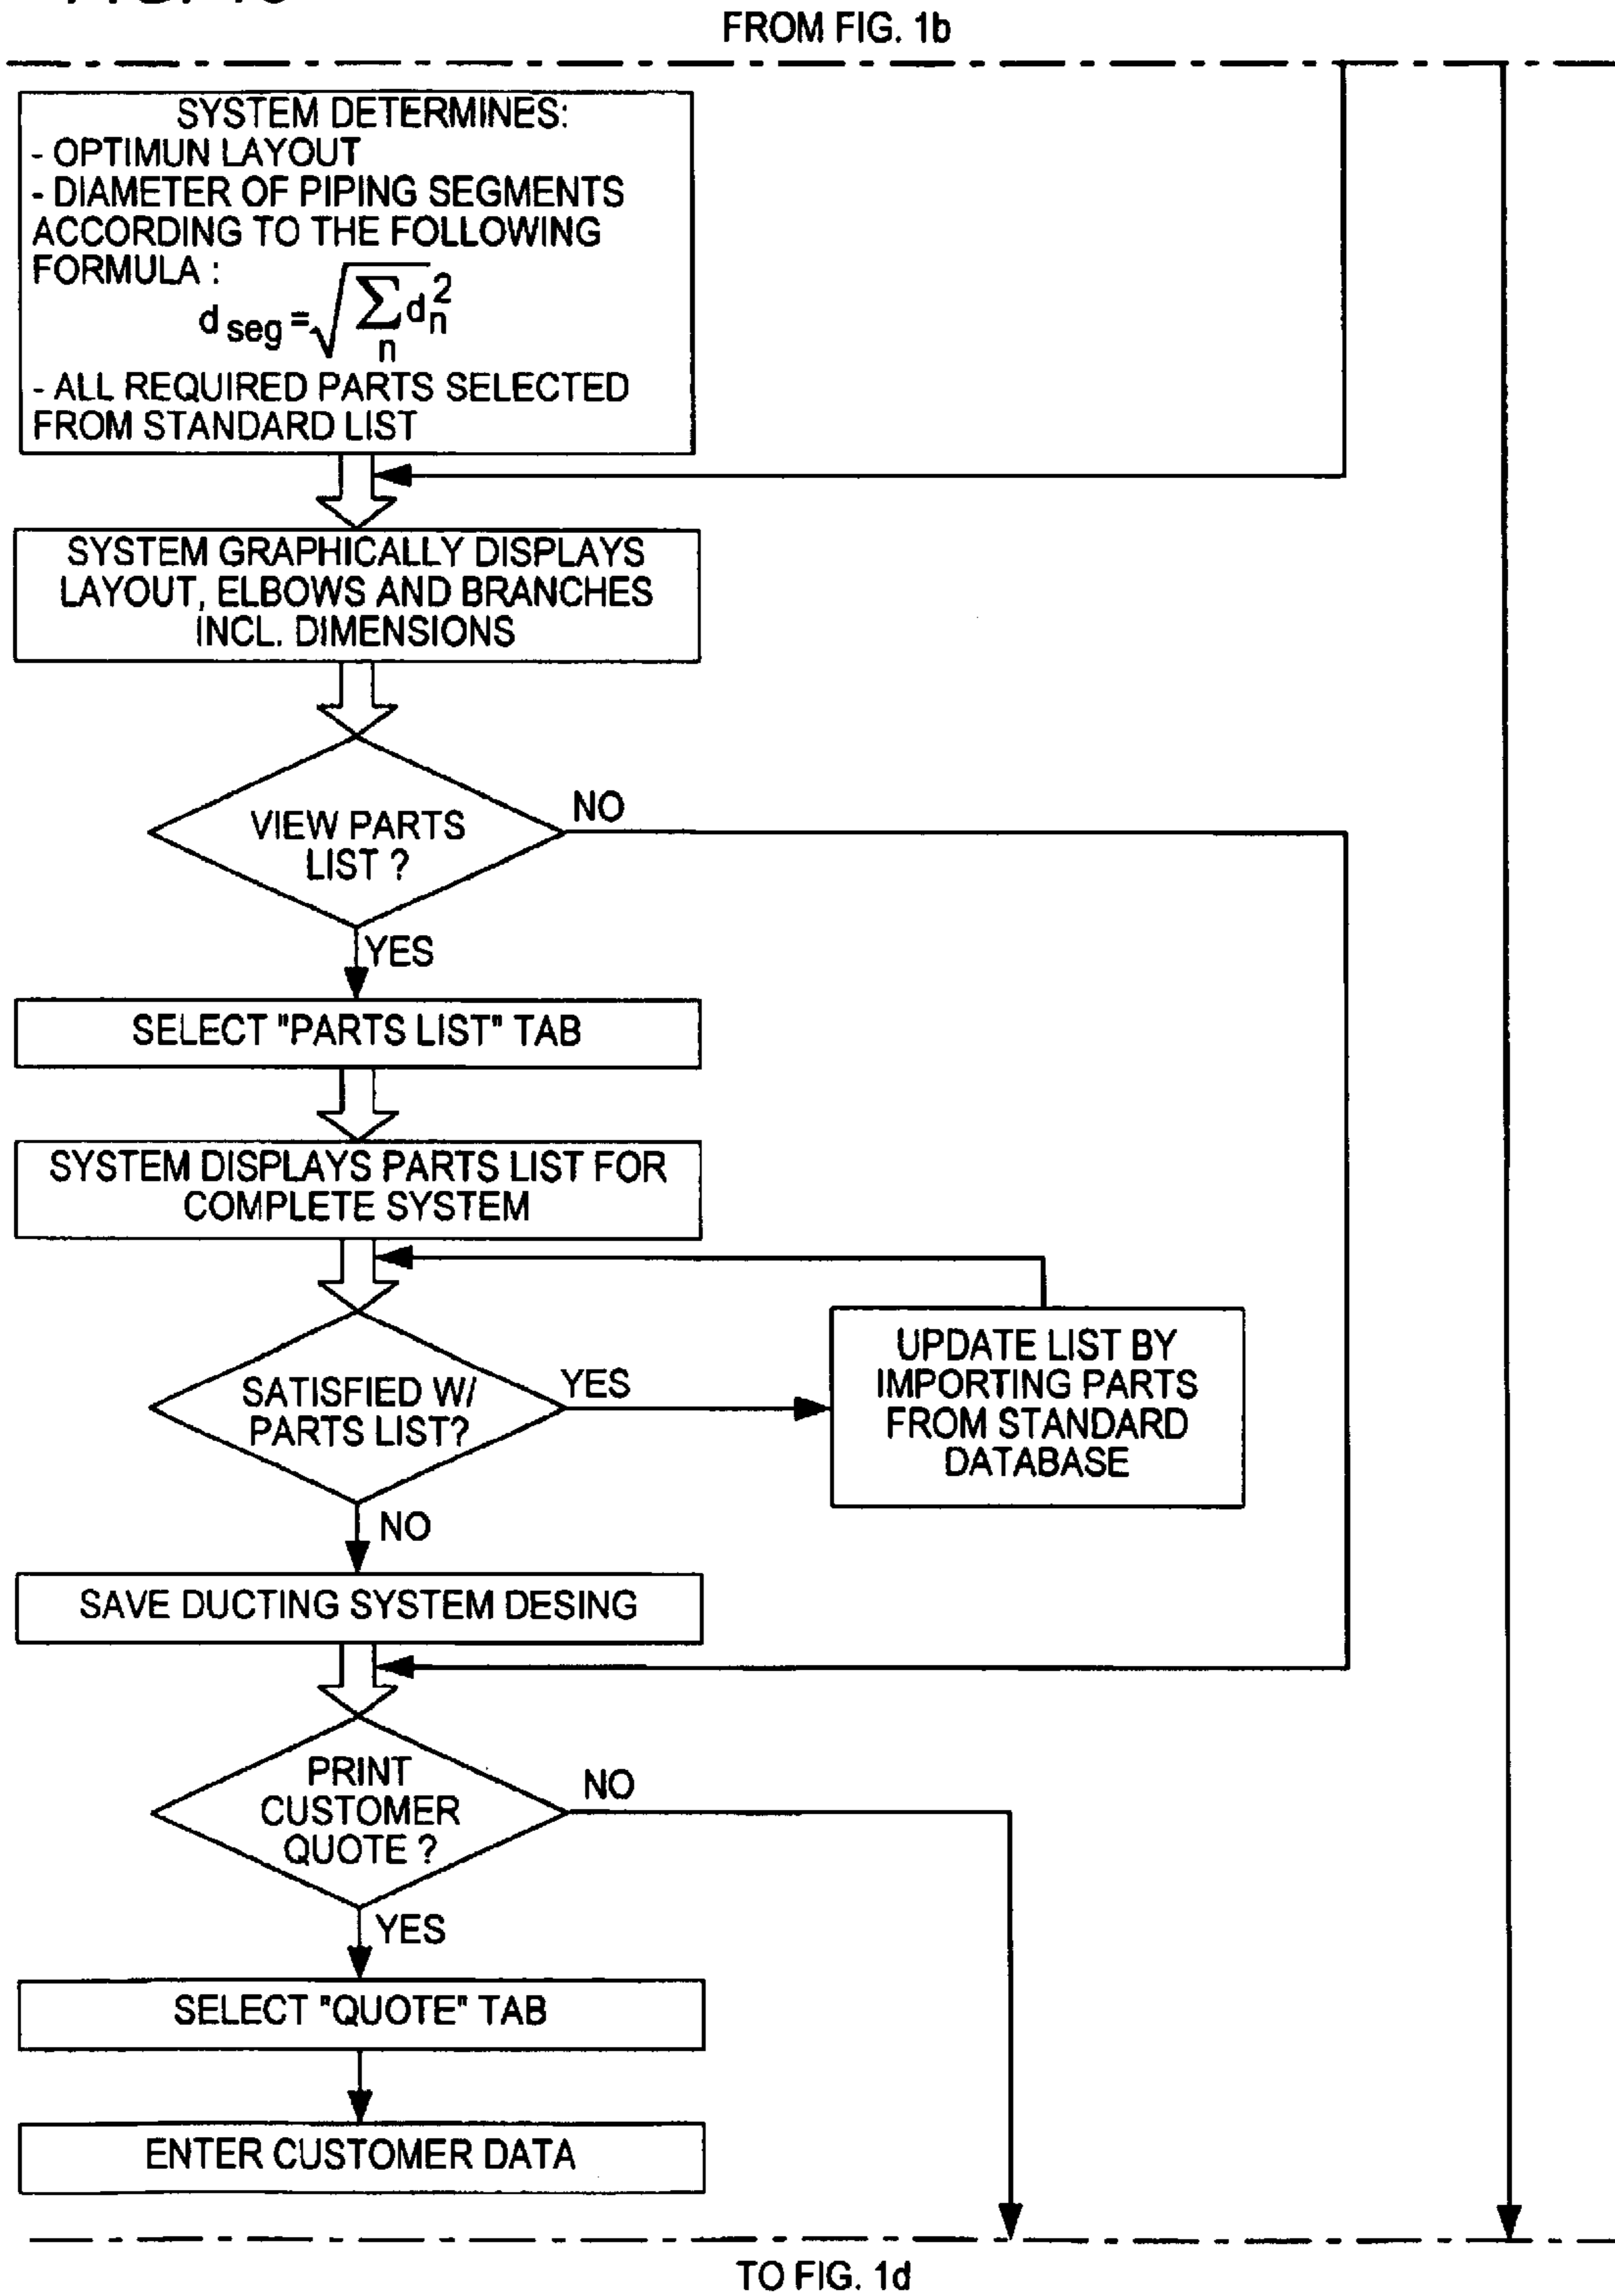 FROM FIG. 1b
SYSTEM DETERMINES:
- OPTIMUN LAYOUT
- DIAMETER OF PIPING SEGMENTS
ACCORDING TO THE FOLLOWING
FORMULA :
d seg = √ ∑ n d n 2
- ALL REQUIRED PARTS SELECTED
FROM STANDARD LIST
SYSTEM GRAPHICALLY DISPLAYS
LAYOUT, ELBOWS AND BRANCHES
INCL. DIMENSIONS
VIEW PARTS
LIST ?
NO
YES
SELECT "PARTS LIST" TAB
SYSTEM DISPLAYS PARTS LIST FOR
COMPLETE SYSTEM
SATISFIED W/
PARTS LIST?
YES
UPDATE LIST BY
IMPORTING PARTS
FROM STANDARD
DATABASE
NO
SAVE DUCTING SYSTEM DESING
PRINT
CUSTOMER
QUOTE ?
NO
YES
SELECT "QUOTE" TAB
ENTER CUSTOMER DATA
TO FIG. 1d